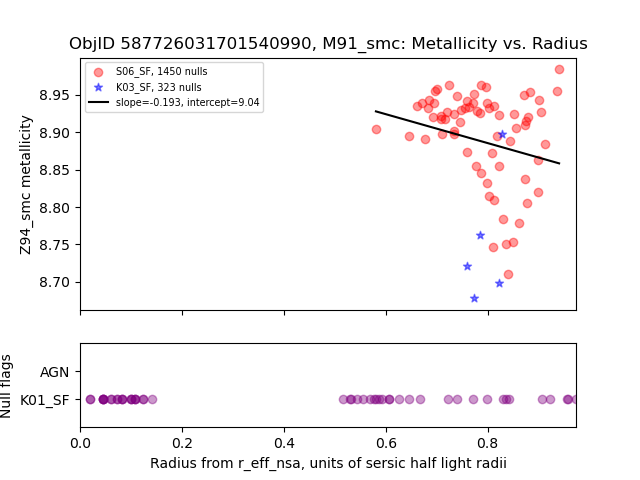 ObjID 587726031701540990, M91_smc: Metallicity vs. Radius
S06_SF, 1450 nulls
K03_SF, 323 nulls
slope=-0.193, intercept=9.04
Z94_smc metallicity
8.95
8.90
8.85
8.80
8.75
8.70
Null flags
AGN
K01_SF
0.0 0.2 0.4 0.6 0.8
Radius from r_eff_nsa, units of sersic half light radii